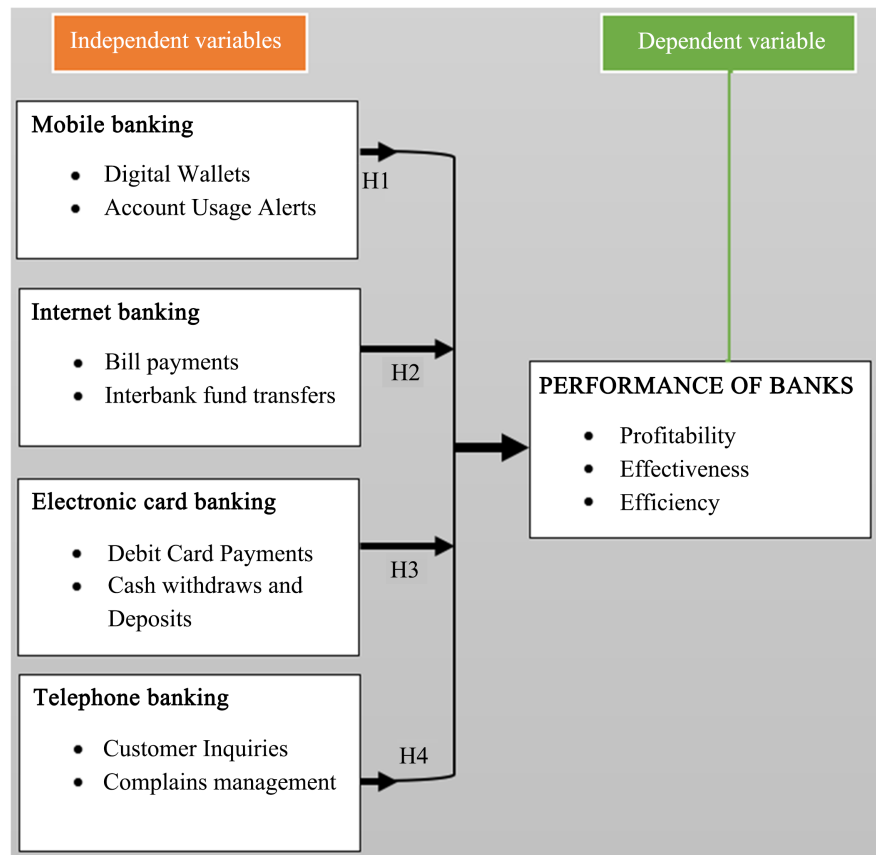 Independent variables
Dependent variable
Mobile banking
• Digital Wallets
• Account Usage Alerts
H1
Internet banking
• Bill payments
• Interbank fund transfers
H2
PERFORMANCE OF BANKS
• Profitability
• Effectiveness
• Efficiency
Electronic card banking
• Debit Card Payments
• Cash withdraws and
Deposits
H3
Telephone banking
• Customer Inquiries
• Complains management
H4